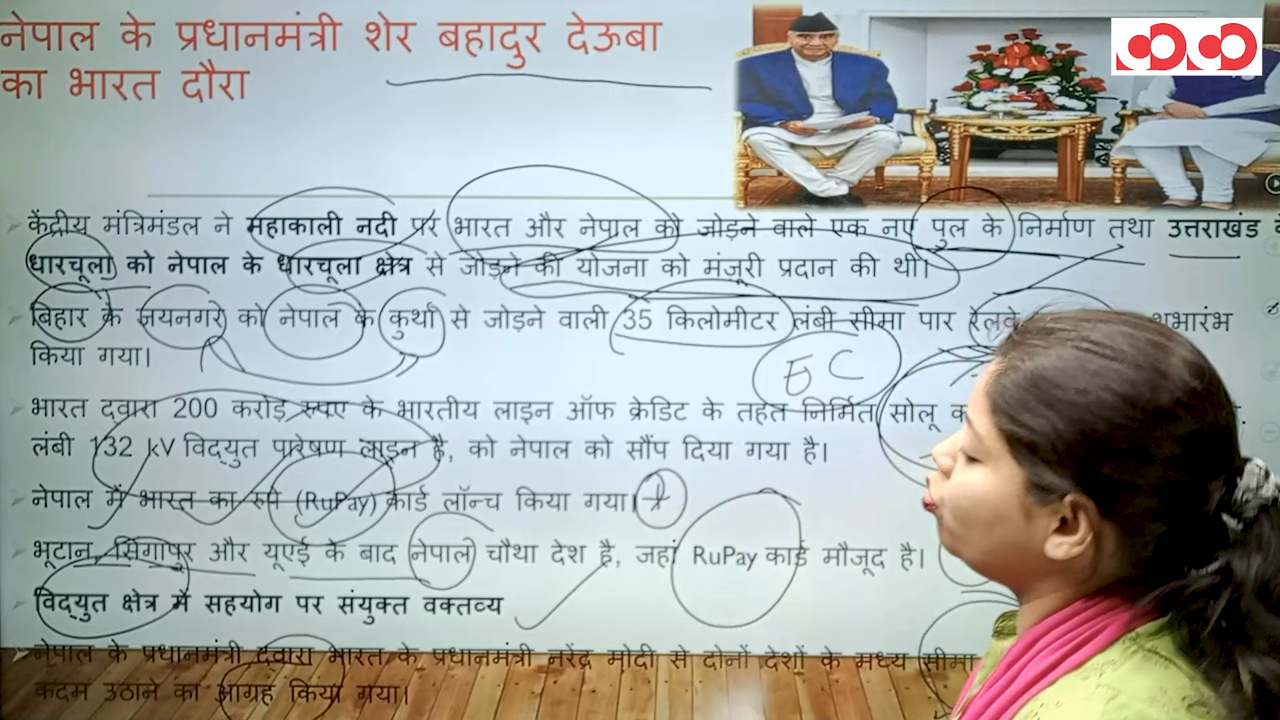 नेपाल के प्रधानमंत्री शेर बहादुर देऊबा
का भारत दौरा
केंद्रीय मंत्रिमंडल ने महाकाली नदी पर भारत और नेपाल को जोड़ने वाले एक नए पुल के निर्माण तथा उत्तराखंड
धारचूला को नेपाल के धारचूला क्षेत्र से जोड़ने की योजना को मंजूरी प्रदान की थी।
बिहार के जयनगर को नेपाल के कुर्था से जोड़ने वाली 35 किलोमीटर लंबी सीमा पार रेलवे शुभारंभ
किया गया।
EC
भारत द्वारा 200 करोड़ रुपए के भारतीय लाइन ऑफ क्रेडिट के तहत निर्मित सोलू
लंबी 132 kV विद्युत पारेषण लाइन है, को नेपाल को सौंप दिया गया है।
नेपाल में भारत का रुपे (RuPay) कार्ड लॉन्च किया गया।
भूटान, सिंगापुर और यूएई के बाद नेपाल चौथा देश है, जहां RuPay कार्ड मौजूद है।
विद्युत क्षेत्र में सहयोग पर संयुक्त वक्तव्य
नेपाल के प्रधानमंत्री द्वारा भारत के प्रधानमंत्री नरेंद्र मोदी से दोनों देशों के मध्य सीमा
कदम उठाने का आग्रह किया गया।